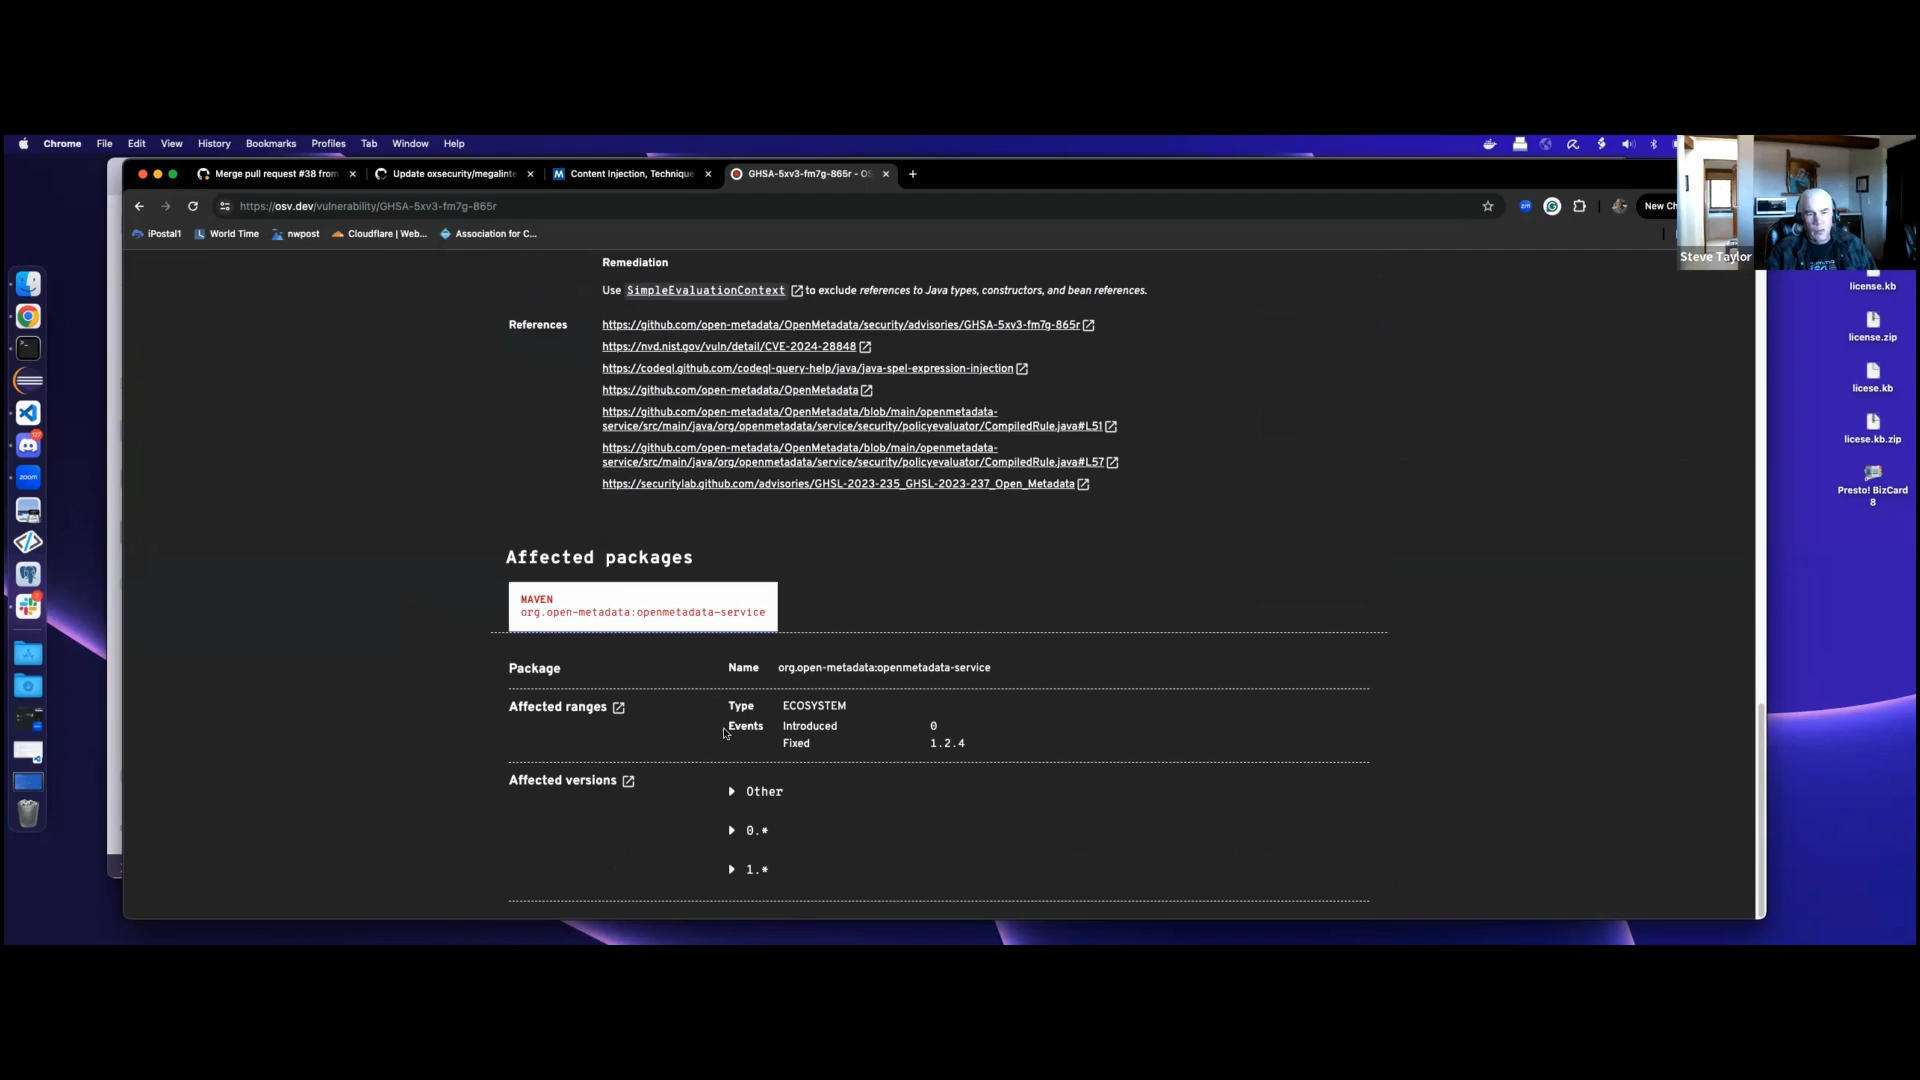 Chrome File Edit View History Bookmarks Profiles Tab Window Help
Merge pull request #38 from
Update oxsecurity/megalinte
Content Injection, Technique
GHSA-5xv3-fm7g-865r - OS
https://osv.dev/vulnerability/GHSA-5xv3-fm7g-865r
New Ch
iPostal1 World Time nwpost Cloudflare | Web... Association for C...
Steve Taylor
Remediation
Use SimpleEvaluationContext to exclude references to Java types, constructors, and bean references.
References
https://github.com/open-metadata/OpenMetadata/security/advisories/GHSA-5xv3-fm7g-865r
https://nvd.nist.gov/vuln/detail/CVE-2024-28848
https://codeql.github.com/codeql-query-help/java/java-spel-expression-injection
https://github.com/open-metadata/OpenMetadata
https://github.com/open-metadata/OpenMetadata/blob/main/openmetadata-
service/src/main/java/org/openmetadata/service/security/policyevaluator/CompiledRule.java#L51
https://github.com/open-metadata/OpenMetadata/blob/main/openmetadata-
service/src/main/java/org/openmetadata/service/security/policyevaluator/CompiledRule.java#L57
https://securitylab.github.com/advisories/GHSL-2023-235_GHSL-2023-237_Open_Metadata
Affected packages
MAVEN
org.open-metadata:openmetadata-service
Package Name org.open-metadata:openmetadata-service
Affected ranges Type ECOSYSTEM
Events Introduced 0
Fixed 1.2.4
Affected versions
Other
0.*
1.*
license.kb
license.zip
licese.kb
licese.kb.zip
Presto! BizCard
8
zoom